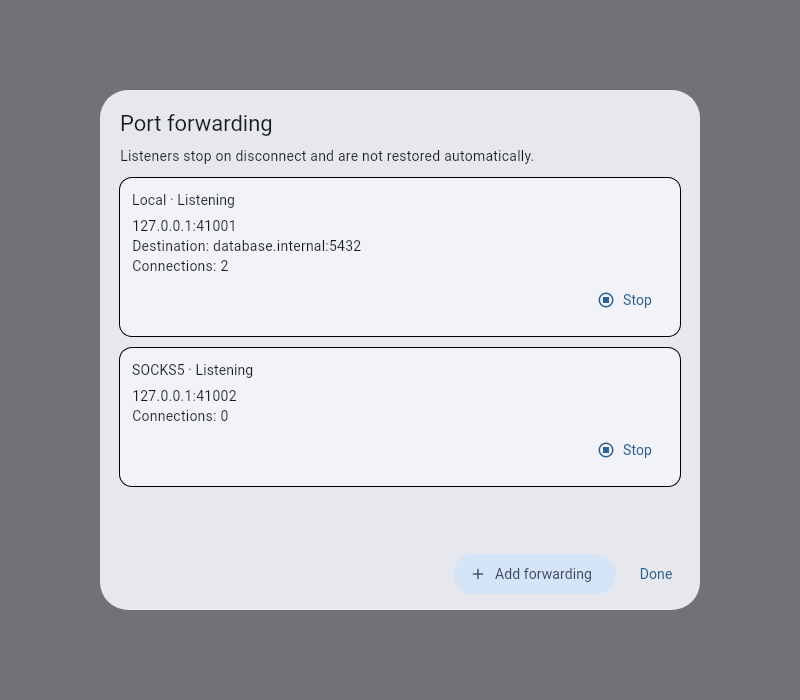 Port forwarding
Listeners stop on disconnect and are not restored automatically.
Local · Listening
127.0.0.1:41001
Destination: database.internal:5432
Connections: 2
Stop
SOCKS5 · Listening
127.0.0.1:41002
Connections: 0
Stop
Add forwarding
Done